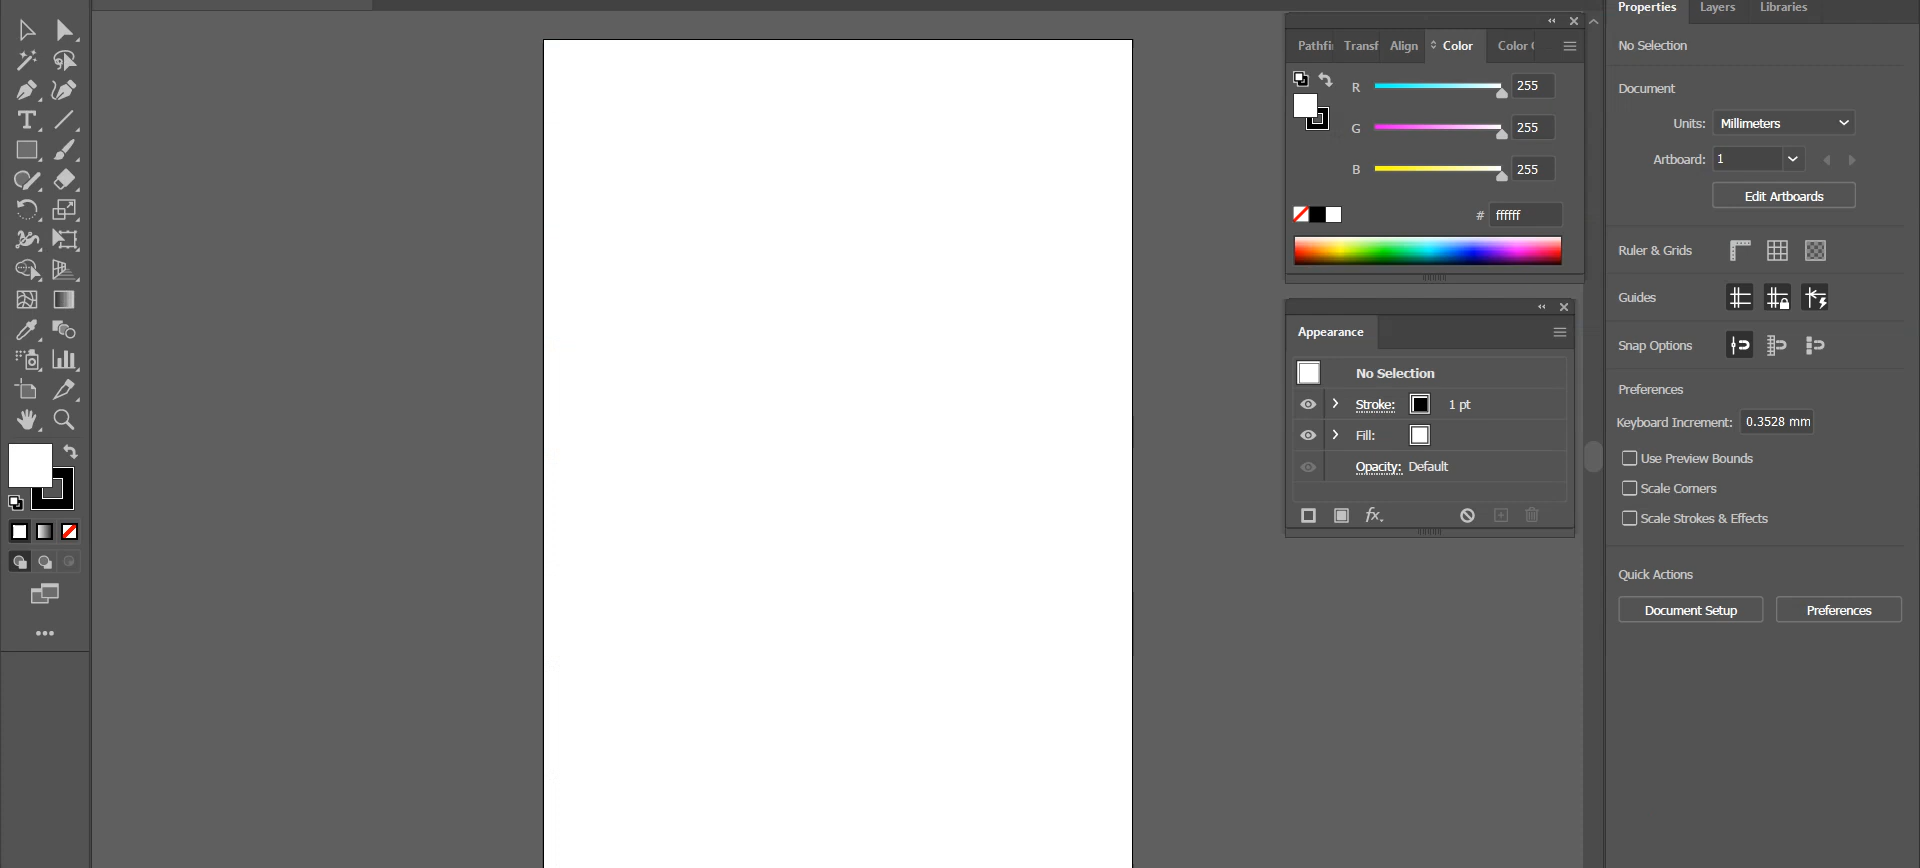 Properties Layers Libraries
No Selection
Document
Units: Millimeters
Artboard: 1
Edit Artboards
Ruler & Grids
Guides
Snap Options
Preferences
Keyboard Increment: 0.3528 mm
Use Preview Bounds
Scale Corners
Scale Strokes & Effects
Quick Actions
Document Setup Preferences
Pathfi Transf Align Color Color
R 255
G 255
B 255
# ffffff
Appearance
No Selection
Stroke: 1 pt
Fill:
Opacity: Default
fx.
T